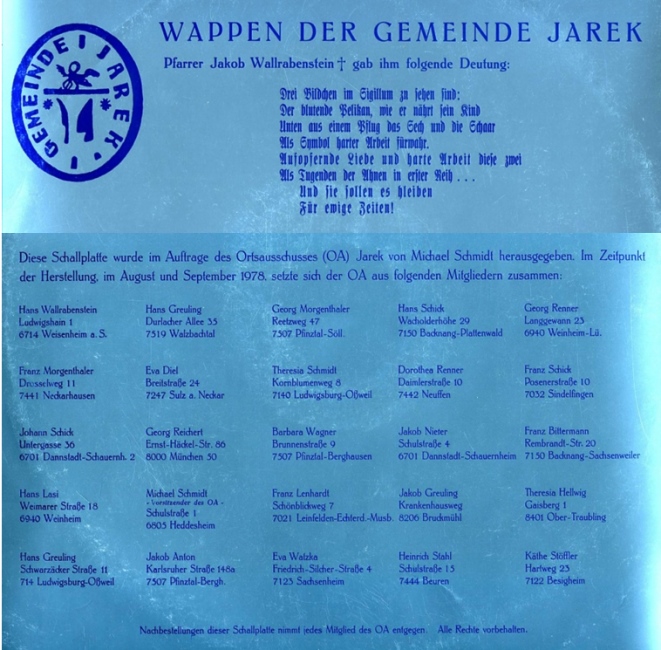 WAPPEN DER GEMEINDE JAREK
GEMEINDE JAREK
Pfarrer Jakob Wallrabenstein † gab ihm folgende Deutung:
Drei Bildchen im Sigillum zu sehen sind:
Der blutende Pelikan, wie er nährt sein Kind
Unten aus einem Pflug das Sech und die Schaar
Als Symbol harter Arbeit fürwahr.
Aufopfernde Liebe und harte Arbeit diese zwei
Als Tugenden der Ahnen in erster Reih . . .
Und sie sollen es bleiben
Für ewige Zeiten!
Diese Schallplatte wurde im Auftrage des Ortsausschusses (OA) Jarek von Michael Schmidt herausgegeben. Im Zeitpunkt
der Herstellung, im August und September 1978, setzte sich der OA aus folgenden Mitgliedern zusammen:
Hans Wallrabenstein
Ludwigshain 1
6714 Weisenheim a. S.
Hans Greuling
Durlacher Allee 35
7519 Walzbachtal
Georg Morgenthaler
Reetzweg 47
7507 Pfinztal-Söll.
Hans Schick
Wacholderhöhe 29
7150 Backnang-Plattenwald
Georg Renner
Langgewann 23
6940 Weinheim-Lü.
Franz Morgenthaler
Drosselweg 11
7441 Neckarhausen
Eva Diel
Breitstraße 24
7247 Sulz a. Neckar
Theresia Schmidt
Kornblumenweg 8
7140 Ludwigsburg-Oßweil
Dorothea Renner
Daimlerstraße 10
7442 Neuffen
Franz Schick
Posenerstraße 10
7032 Sindelfingen
Johann Schick
Untergasse 36
6701 Dannstadt-Schauernh. 2
Georg Reichert
Ernst-Häckel-Str. 86
8000 München 50
Barbara Wagner
Brunnenstraße 9
7507 Pfinztal-Berghausen
Jakob Nieter
Schulstraße 4
6701 Dannstadt-Schauernheim
Franz Bittermann
Rembrandt-Str. 20
7150 Backnang-Sachsenweiler
Hans Lasi
Weimarer Straße 18
6940 Weinheim
Michael Schmidt
- Vorsitzender des OA -
Schulstraße 1
6805 Heddesheim
Franz Lenhardt
Schönblickweg 7
7021 Leinfelden-Echterd.-Musb.
Jakob Greuling
Krankenhausweg
8206 Bruckmühl
Theresia Hellwig
Gaisberg 1
8401 Ober-Traubling
Hans Greuling
Schwarzäcker Straße 11
714 Ludwigsburg-Oßweil
Jakob Anton
Karlsruher Straße 148a
7507 Pfinztal-Bergh.
Eva Watzka
Friedrich-Silcher-Straße 4
7123 Sachsenheim
Heinrich Stahl
Schulstraße 15
7444 Beuren
Käthe Stöffler
Hartweg 23
7122 Besigheim
Nachbestellungen dieser Schallplatte nimmt jedes Mitglied des OA entgegen. Alle Rechte vorbehalten.